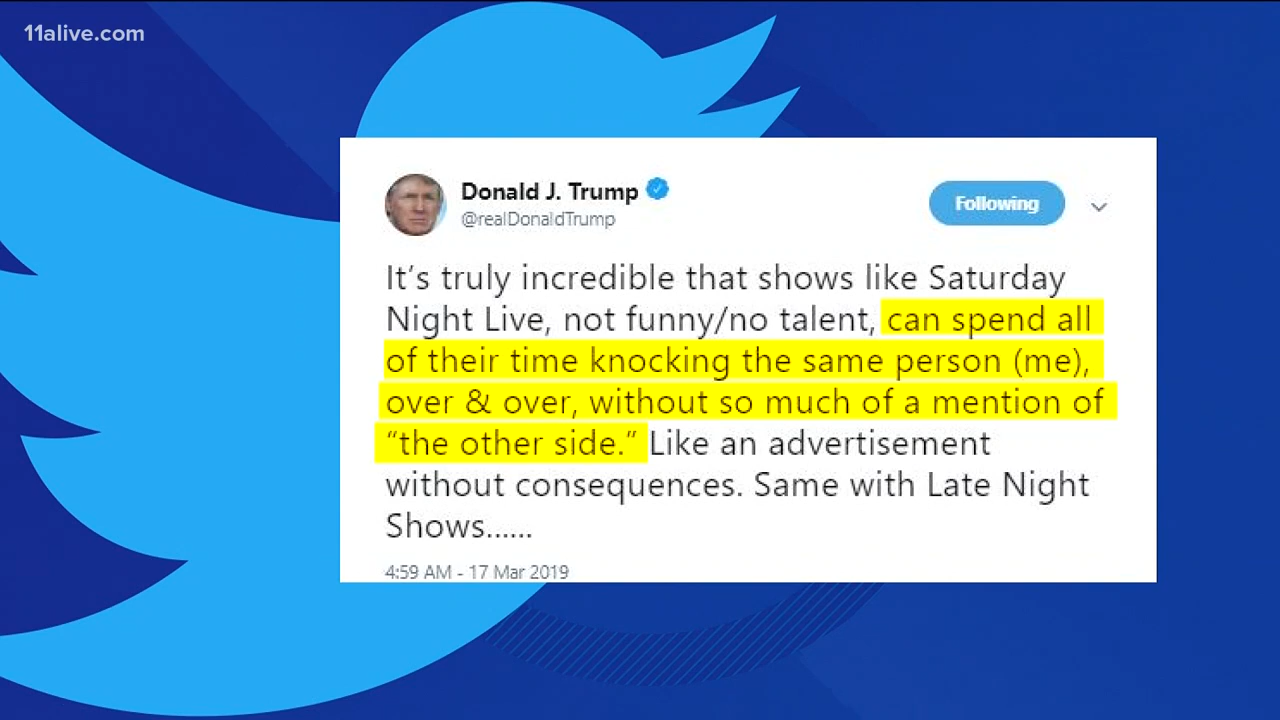 11alive.com
Donald J. Trump
@realDonaldTrump
Following
It’s truly incredible that shows like Saturday
Night Live, not funny/no talent, can spend all
of their time knocking the same person (me),
over & over, without so much of a mention of
“the other side.” Like an advertisement
without consequences. Same with Late Night
Shows......
4:59 AM - 17 Mar 2019